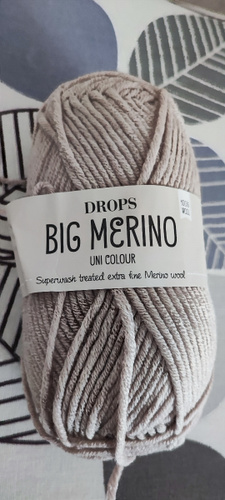 DROPS
BIG MERINO
UNI COLOUR
Superwash treated extra fine Merino wool